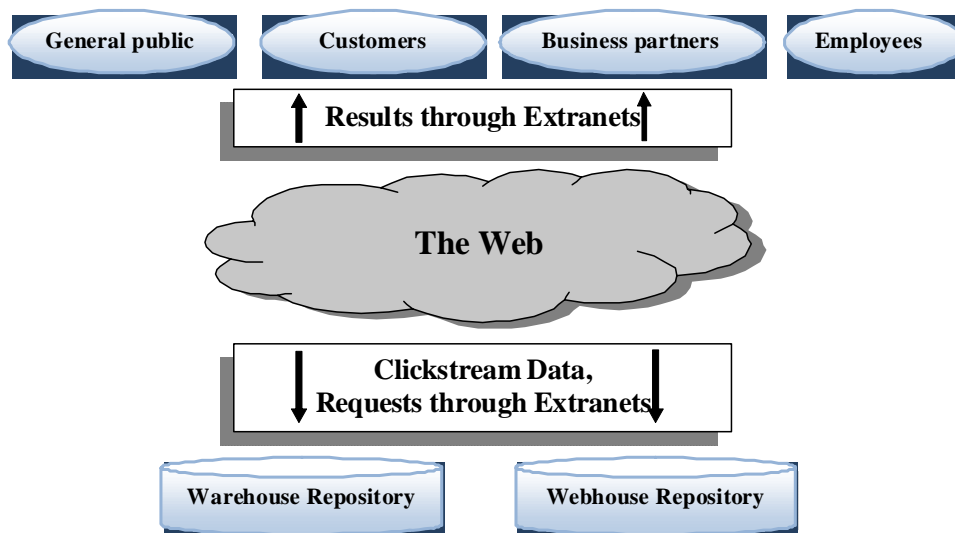 General public
Customers
Business partners
Employees
Results through Extranets
The Web
Clickstream Data,
Requests through Extranets
Warehouse Repository
Webhouse Repository